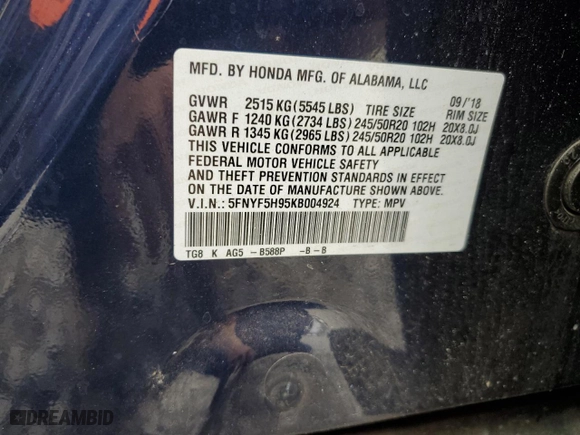 MFD. BY HONDA MFG. OF ALABAMA, LLC
09/'18
GVWR 2515 KG (5545 LBS) TIRE SIZE RIM SIZE
GAWR F 1240 KG (2734 LBS) 245/50R20 102H 20X8.0J
GAWR R 1345 KG (2965 LBS) 245/50R20 102H 20X8.0J
THIS VEHICLE CONFORMS TO ALL APPLICABLE
FEDERAL MOTOR VEHICLE SAFETY
AND THEFT PREVENTION STANDARDS IN EFFECT
ON THE DATE OF MANUFACTURE SHOWN ABOVE.
V.I.N.: 5FNYF5H95KB004924 TYPE: MPV
TG8 K AG5 -B588P -B-B
DREAMBID